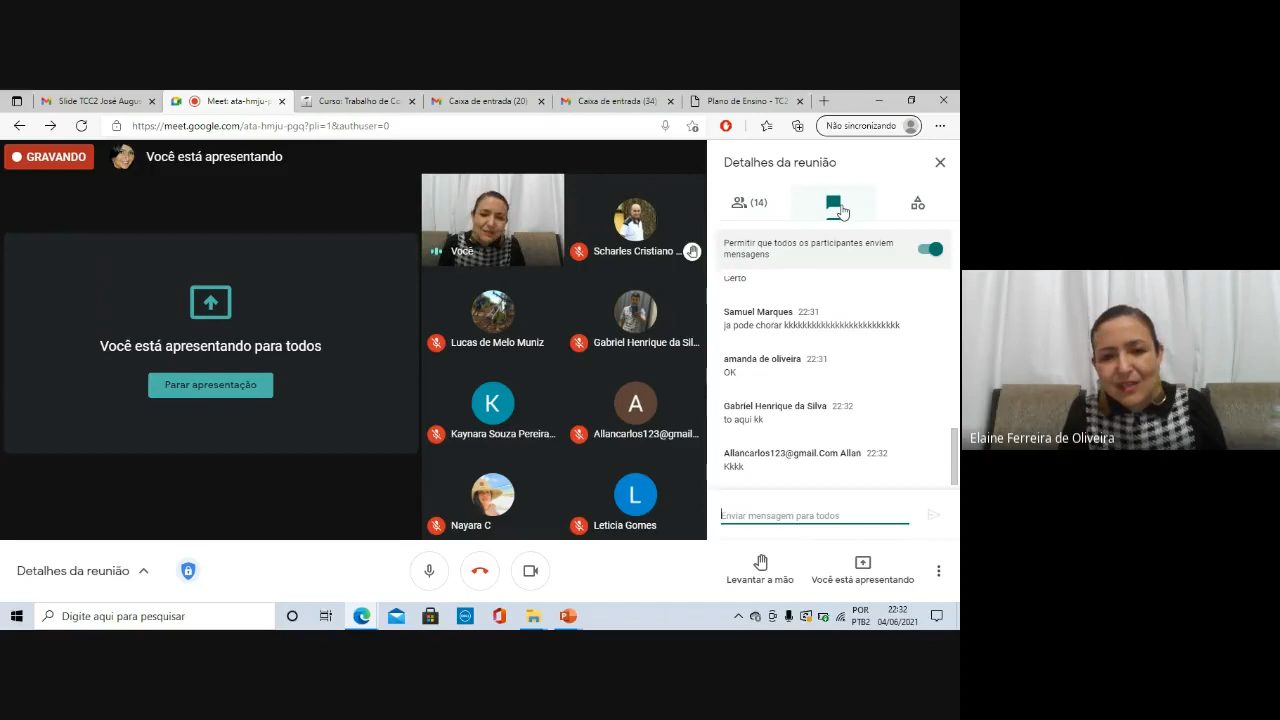 Slide TCC2 José Augus
Meet: ata-hmju-p
Curso: Trabalho de Co
Caixa de entrada (20)
Caixa de entrada (34)
Plano de Ensino - TC2
https://meet.google.com/ata-hmju-pgq?pli=1&authuser=0
Não sincronizando
GRAVANDO
Você está apresentando
Você está apresentando para todos
Parar apresentação
Você
Scharles Cristiano ...
Lucas de Melo Muniz
Gabriel Henrique da Sil...
K
Kaynara Souza Pereira...
A
Allancarlos123@gmail...
Nayara C
L
Leticia Gomes
Detalhes da reunião
(14)
Permitir que todos os participantes enviem
mensagens
Certo
Samuel Marques 22:31
ja pode chorar kkkkkkkkkkkkkkkkkkkkkkkkk
amanda de oliveira 22:31
OK
Gabriel Henrique da Silva 22:32
to aqui kk
Allancarlos123@gmail.Com Allan 22:32
Kkkk
Enviar mensagem para todos
Detalhes da reunião
Levantar a mão
Você está apresentando
Digite aqui para pesquisar
POR
PTB2
22:32
04/06/2021
Elaine Ferreira de Oliveira